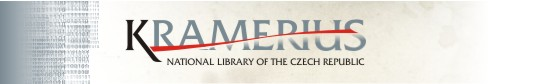 KRAMERIUS
NATIONAL LIBRARY OF THE CZECH REPUBLIC